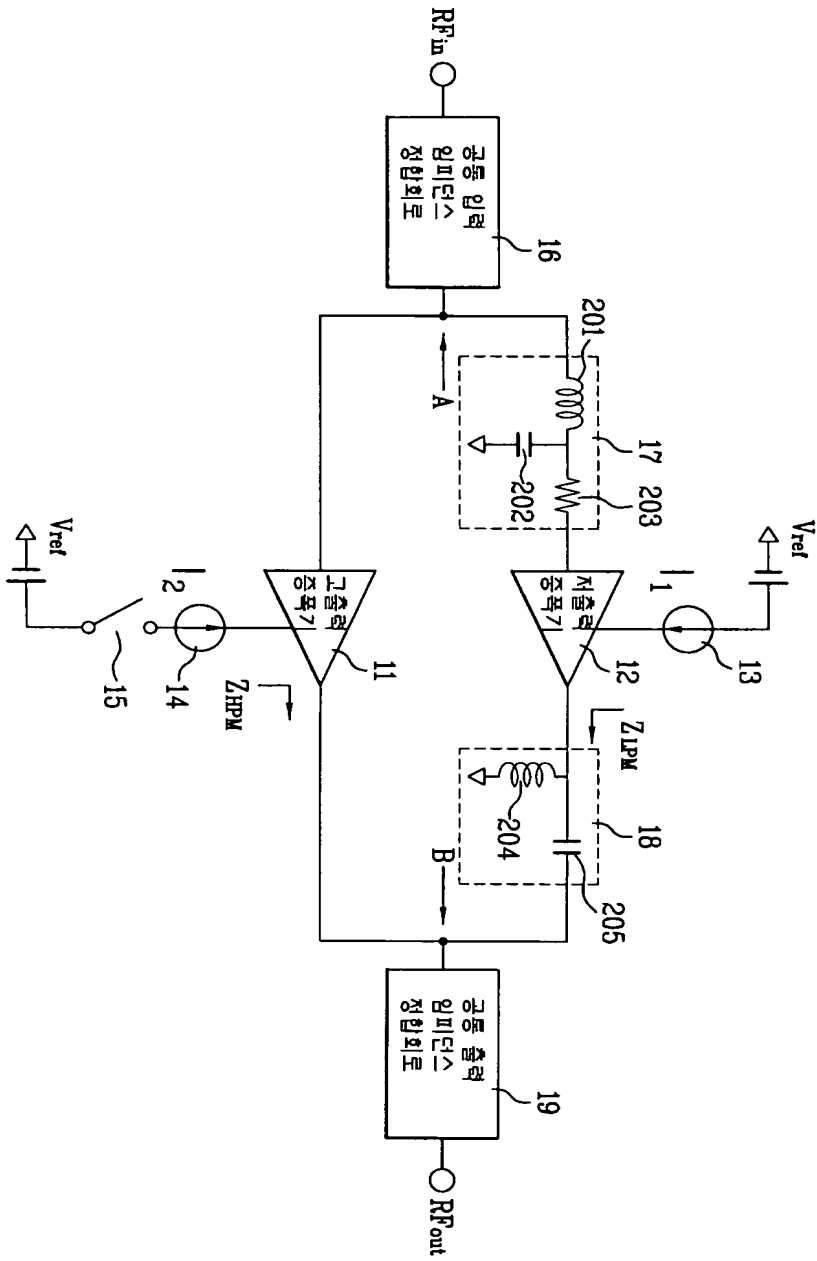 Vref
13
I1
17
203
18
ZLPM
12
205
201
저출력
증폭기
202
204
16
19
공동 입력
임피던스
정합회로
공동 출력
임피던스
정합회로
RFin
A
B
RFout
11
고출력
증폭기
ZHPM
I2
14
15
Vref